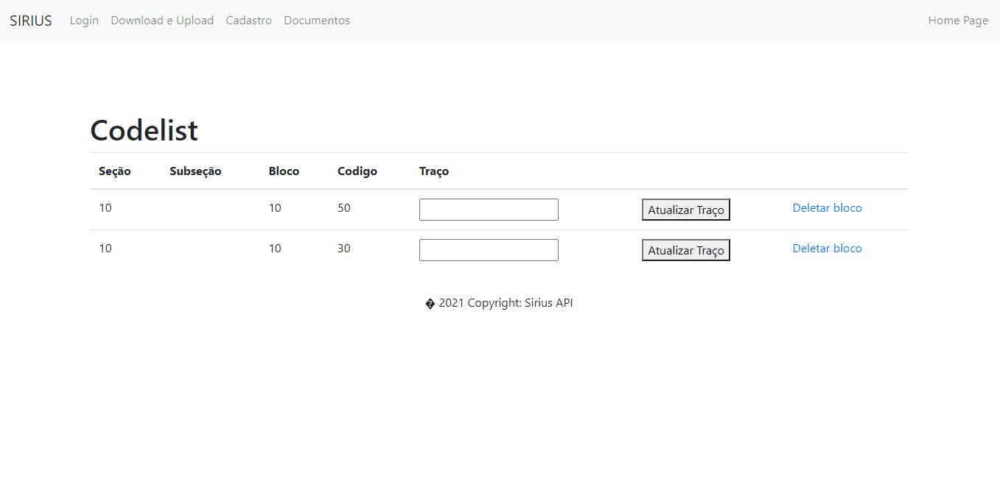 SIRIUS Login Download e Upload Cadastro Documentos Home Page
Codelist
Seção Subseção Bloco Codigo Traço
10 10 50 Atualizar Traço Deletar bloco
10 10 30 Atualizar Traço Deletar bloco
� 2021 Copyright: Sirius API